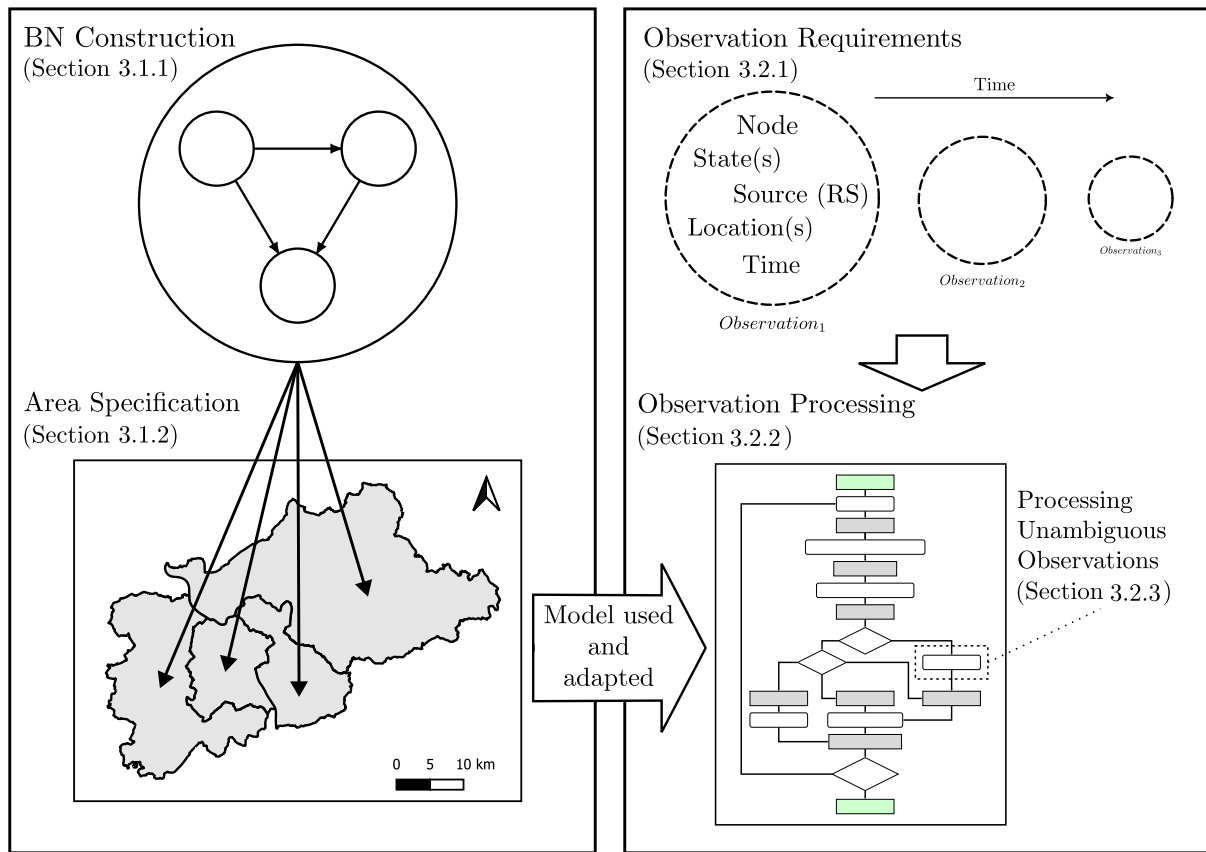 BN Construction
(Section 3.1.1)
Area Specification
(Section 3.1.2)
0 5 10 km
Model used
and
adapted
Observation Requirements
(Section 3.2.1)
Time
Node
State(s)
Source (RS)
Location(s)
Time
Observation₁
Observation₂
Observation₃
Observation Processing
(Section 3.2.2)
Processing
Unambiguous
Observations
(Section 3.2.3)